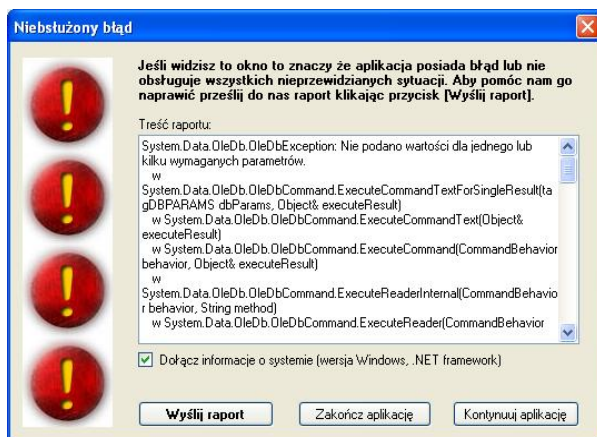 Niebsłużony błąd
Jeśli widzisz to okno to znaczy że aplikacja posiada błąd lub nie
obsługuje wszystkich nieprzewidzianych sytuacji. Aby pomóc nam go
naprawić prześlij do nas raport klikając przycisk [Wyślij raport].
Treść raportu:
System.Data.OleDb.OleDbException: Nie podano wartości dla jednego lub
kilku wymaganych parametrów.
w
System.Data.OleDb.OleDbCommand.ExecuteCommandTextForSingleResult(ta
gDBPARAMS dbParams, Object& executeResult)
w System.Data.OleDb.OleDbCommand.ExecuteCommandText(Object&
executeResult)
w System.Data.OleDb.OleDbCommand.ExecuteCommand(CommandBehavior
behavior, Object& executeResult)
w
System.Data.OleDb.OleDbCommand.ExecuteReaderInternal(CommandBehavio
r behavior, String method)
w System.Data.OleDb.OleDbCommand.ExecuteReader(CommandBehavior
Dołącz informacje o systemie (wersja Windows, .NET framework)
Wyślij raport Zakończ aplikację Kontynuuj aplikację